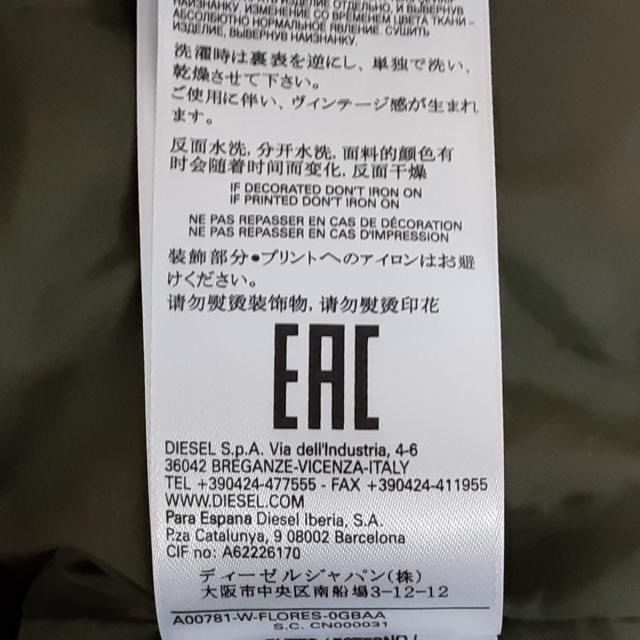 НАИЗНАНКУ. ИЗМЕНЕНИЕ СО ВРЕМЕНЕМ ЦВЕТА ТКАНИ -
АБСОЛЮТНО НОРМАЛЬНОЕ ЯВЛЕНИЕ. СУШИТЬ
ИЗДЕЛИЕ, ВЫВЕРНУВ НАИЗНАНКУ.
洗濯時は裏表を逆にし、単独で洗い、
乾燥させて下さい。
ご使用に伴い、ヴィンテージ感が生まれ
ます。
反面水洗, 分开水洗, 面料的颜色有
时会随着时间而变化, 反面干燥
IF DECORATED DON'T IRON ON
IF PRINTED DON'T IRON ON
NE PAS REPASSER EN CAS DE DÉCORATION
NE PAS REPASSER EN CAS D'IMPRESSION
装飾部分•プリントへのアイロンはお避
けください。
请勿熨烫装饰物, 请勿熨烫印花
EAC
DIESEL S.p.A. Via dell'Industria, 4-6
36042 BREGANZE-VICENZA-ITALY
TEL +390424-477555 - FAX +390424-411955
WWW.DIESEL.COM
Para Espana Diesel Iberia, S.A.
P.za Catalunya, 9 08002 Barcelona
CIF no: A62226170
ディーゼルジャパン(株)
大阪市中央区南船場3-12-12
A00781-W-FLORES-0GBAA
S.C. CN000031